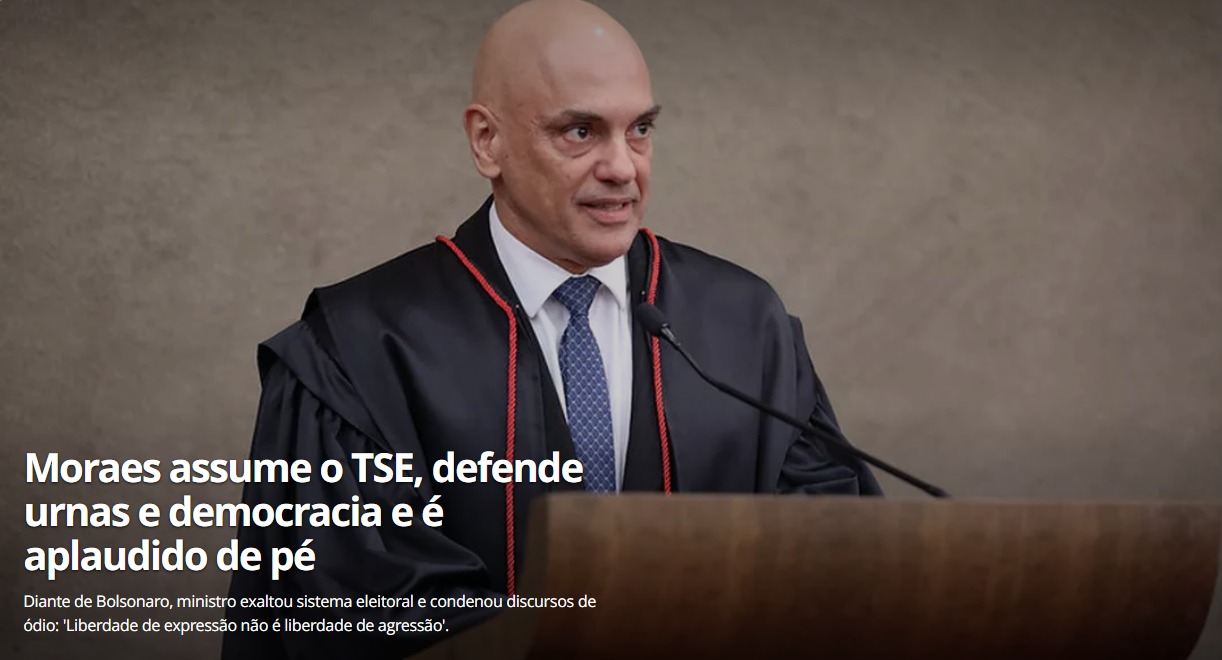 Moraes assume o TSE, defende
urnas e democracia e é
aplaudido de pé
Diante de Bolsonaro, ministro exaltou sistema eleitoral e condenou discursos de
ódio: 'Liberdade de expressão não é liberdade de agressão'.